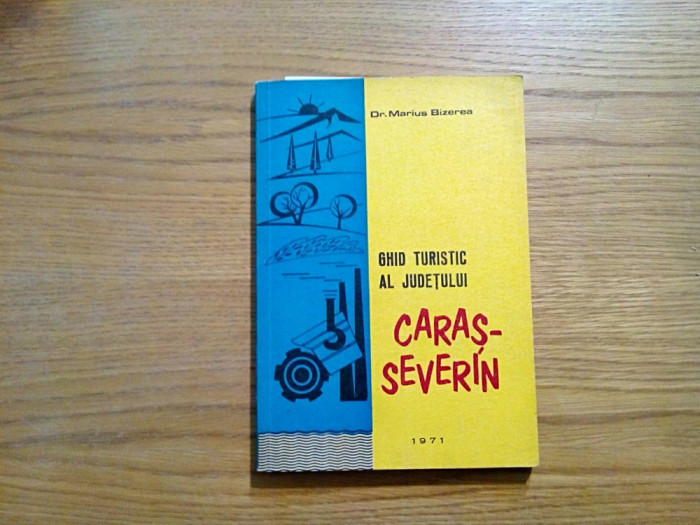 Dr. Marius Bizerea
GHID TURISTIC
AL JUDEȚULUI
CARAȘ-
SEVERIN
1971